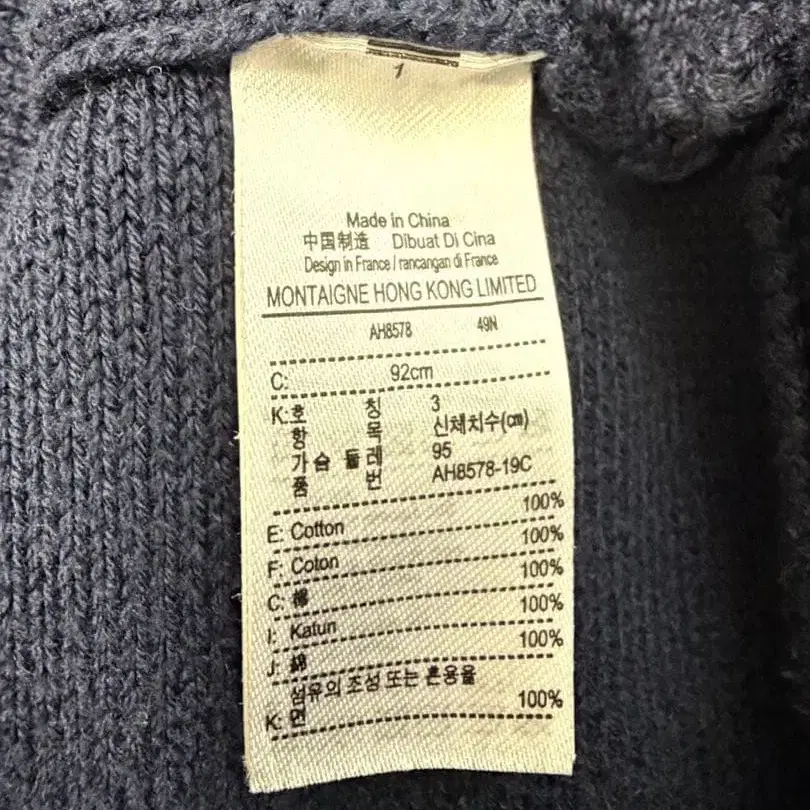 1
Made in China
中国制造 Dibuat Di Cina
Design in France / rancangan di France
MONTAIGNE HONG KONG LIMITED
AH8578 49N
C: 92cm
K:호 칭 3
항 목 신체치수(㎝)
가슴 둘레 95
품 번 AH8578-19C
E: Cotton 100%
F: Coton 100%
C: 棉 100%
I: Katun 100%
J: 綿 100%
섬유의 조성 또는 혼용율
K: 면 100%